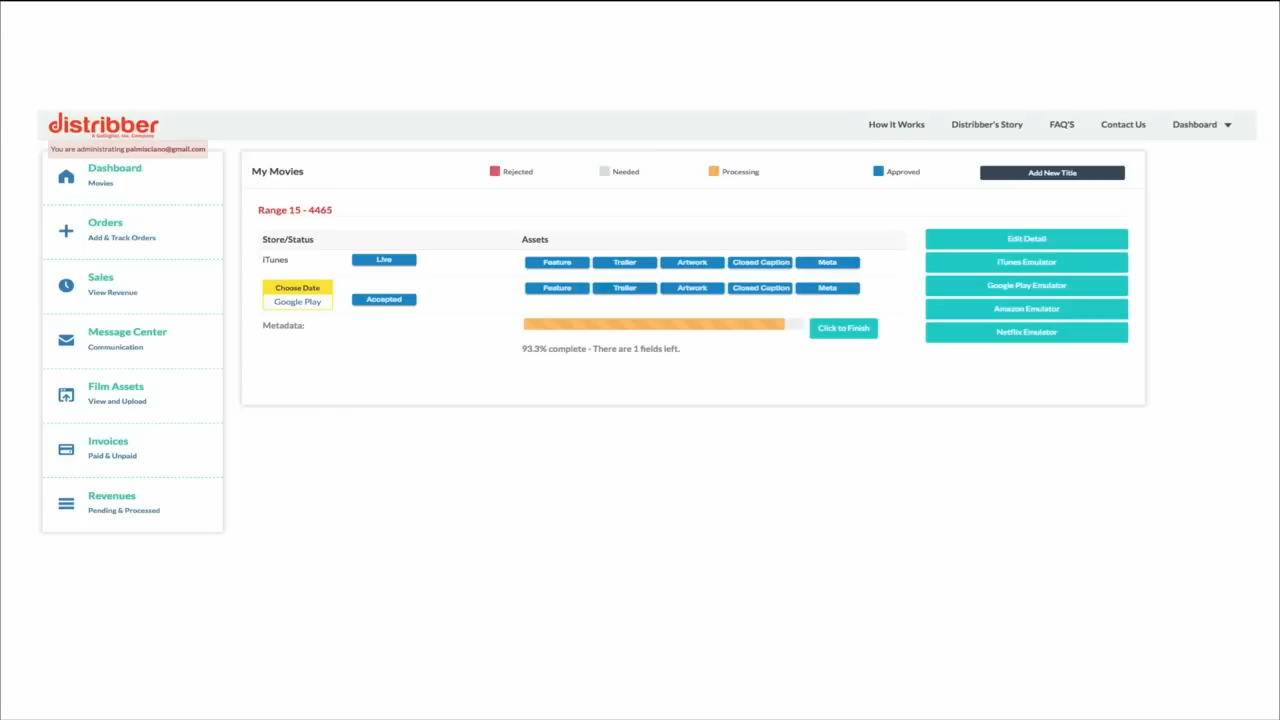 distribber
a GoDigital, Inc. Company
How It Works
Distribber's Story
FAQ'S
Contact Us
Dashboard
You are administrating palmisciano@gmail.com
Dashboard
Movies
Orders
Add & Track Orders
Sales
View Revenue
Message Center
Communication
Film Assets
View and Upload
Invoices
Paid & Unpaid
Revenues
Pending & Processed
My Movies
Rejected
Needed
Processing
Approved
Add New Title
Range 15 - 4465
Store/Status
Assets
iTunes
Live
Feature
Trailer
Artwork
Closed Caption
Meta
Choose Date
Google Play
Accepted
Feature
Trailer
Artwork
Closed Caption
Meta
Metadata:
Click to Finish
93.3% complete - There are 1 fields left.
Edit Detail
iTunes Emulator
Google Play Emulator
Amazon Emulator
Netflix Emulator